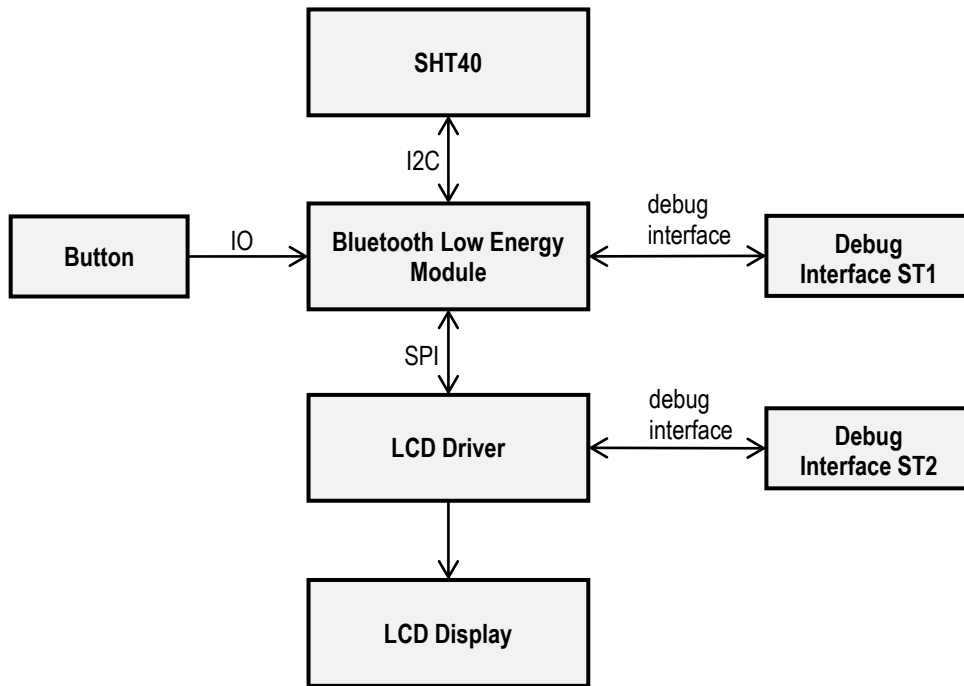 SHT40
I2C
Button
IO
Bluetooth Low Energy
Module
debug
interface
Debug
Interface ST1
SPI
LCD Driver
debug
interface
Debug
Interface ST2
LCD Display